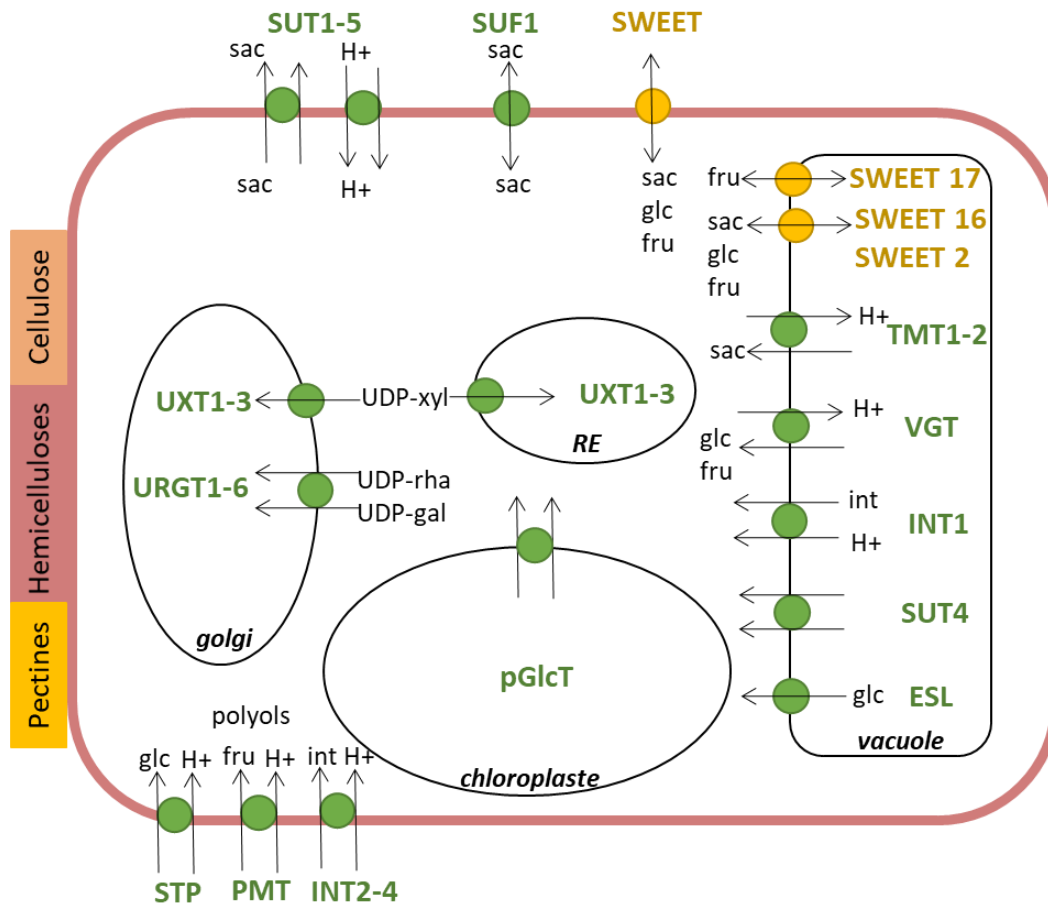 SUT1-5
SUF1
SWEET
sac
H+
sac
sac
H+
sac
sac
glc
fru
fru
SWEET 17
sac
SWEET 16
glc
SWEET 2
fru
H+
TMT1-2
sac
Cellulose
Hemicelluloses
Pectines
UXT1-3
UDP-xyl
UXT1-3
RE
H+
VGT
glc
fru
URGT1-6
UDP-rha
UDP-gal
int
INT1
H+
SUT4
golgi
pGlcT
glc
ESL
vacuole
chloroplaste
polyols
glc
H+
fru
H+
int
H+
STP
PMT
INT2-4